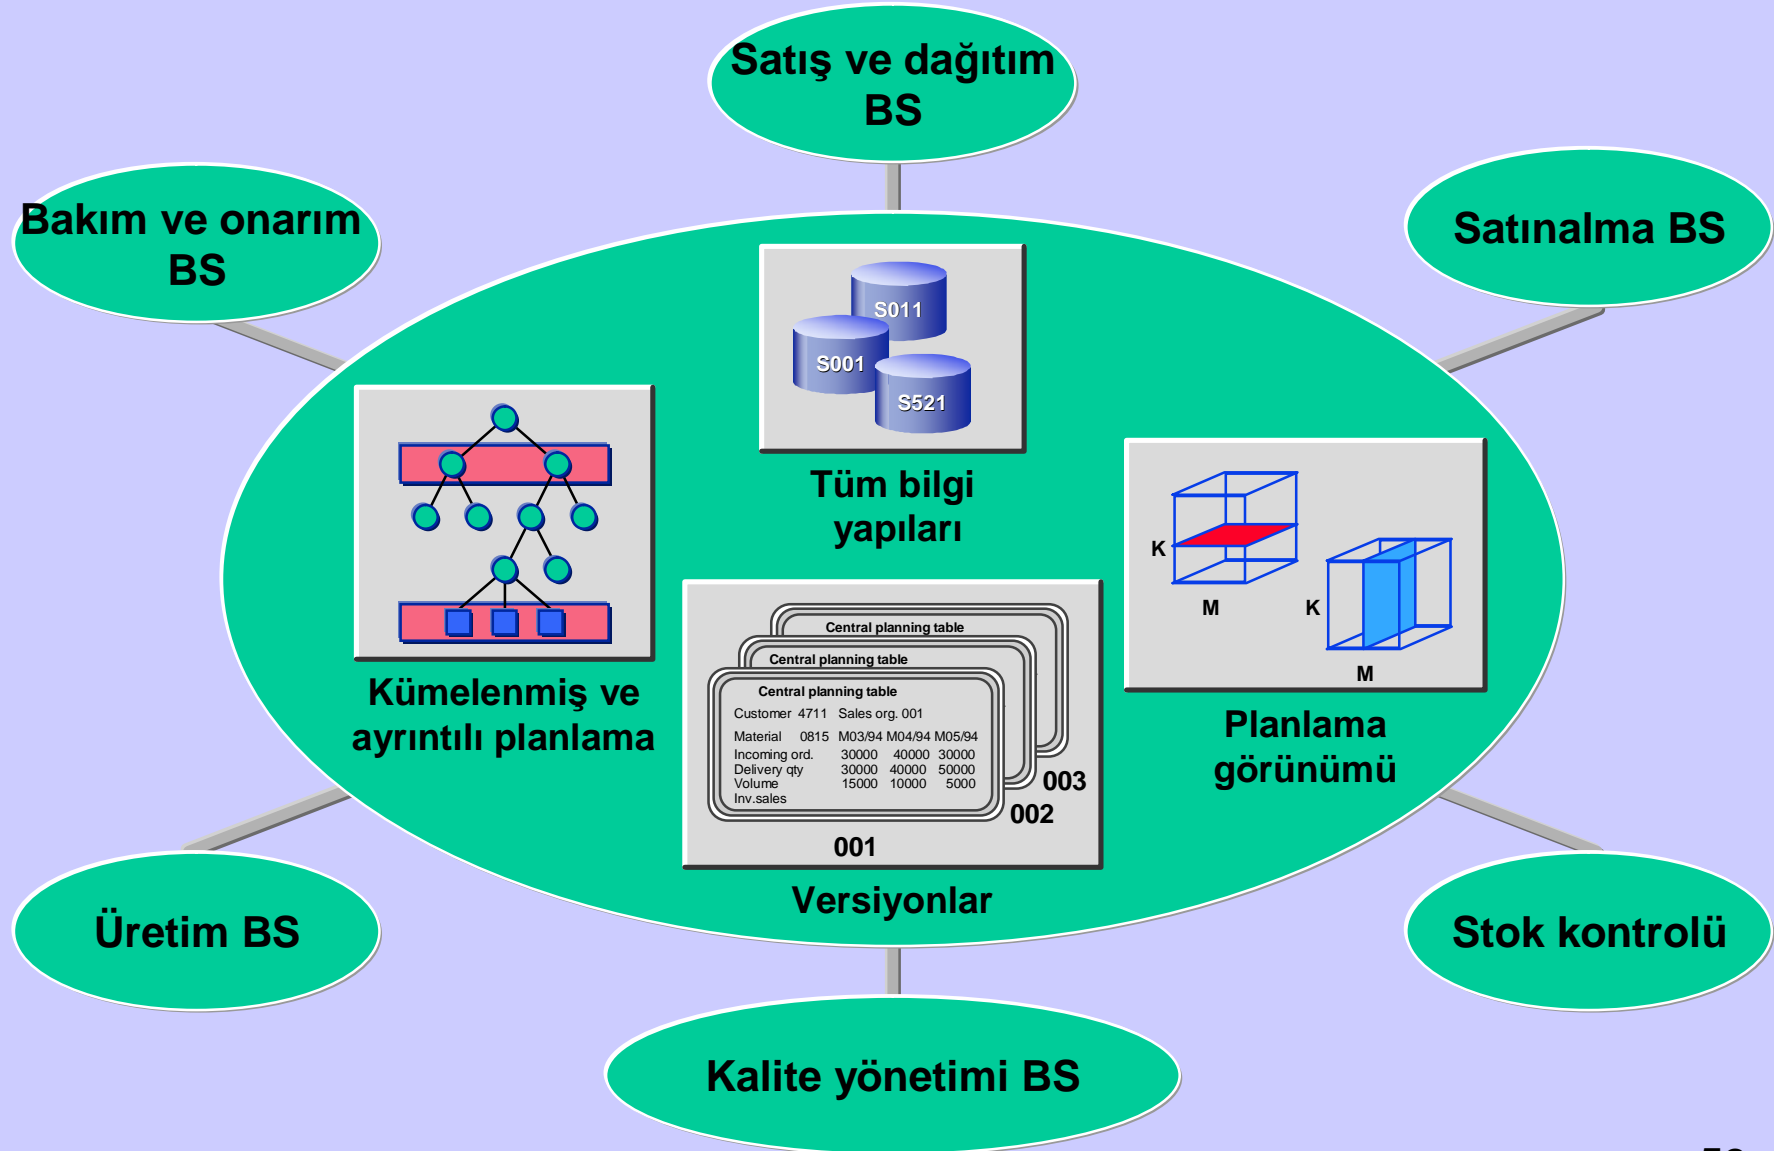 Satış ve dağıtım
BS
Bakım ve onarım
BS
Satınalma BS
S011
S001
S521
Tüm bilgi
yapıları
Kümelenmiş ve
ayrıntılı planlama
K
M
K
M
Planlama
görünümü
Central planning table
Central planning table
Central planning table
Customer 4711 Sales org. 001
Material 0815 M03/94 M04/94 M05/94
Incoming ord. 30000 40000 30000
Delivery qty 30000 40000 50000
Volume 15000 10000 5000
Inv.sales
003
002
001
Versiyonlar
Üretim BS
Stok kontrolü
Kalite yönetimi BS